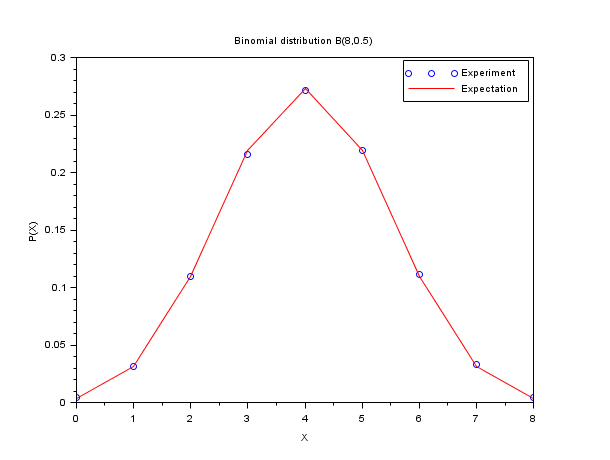 Binomial distribution B(8,0.5)
Experiment
Expectation
0.3
0.25
0.2
0.15
0.1
0.05
0
P(X)
0 1 2 3 4 5 6 7 8
X